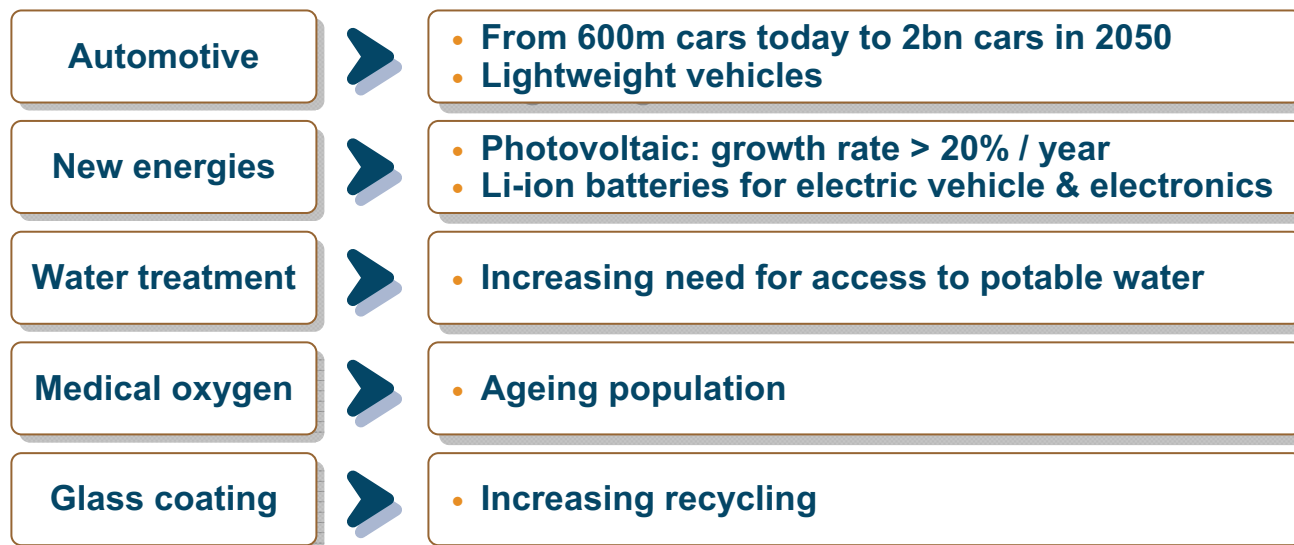 Automotive
• From 600m cars today to 2bn cars in 2050
• Lightweight vehicles
New energies
• Photovoltaic: growth rate > 20% / year
• Li-ion batteries for electric vehicle & electronics
Water treatment
• Increasing need for access to potable water
Medical oxygen
• Ageing population
Glass coating
• Increasing recycling